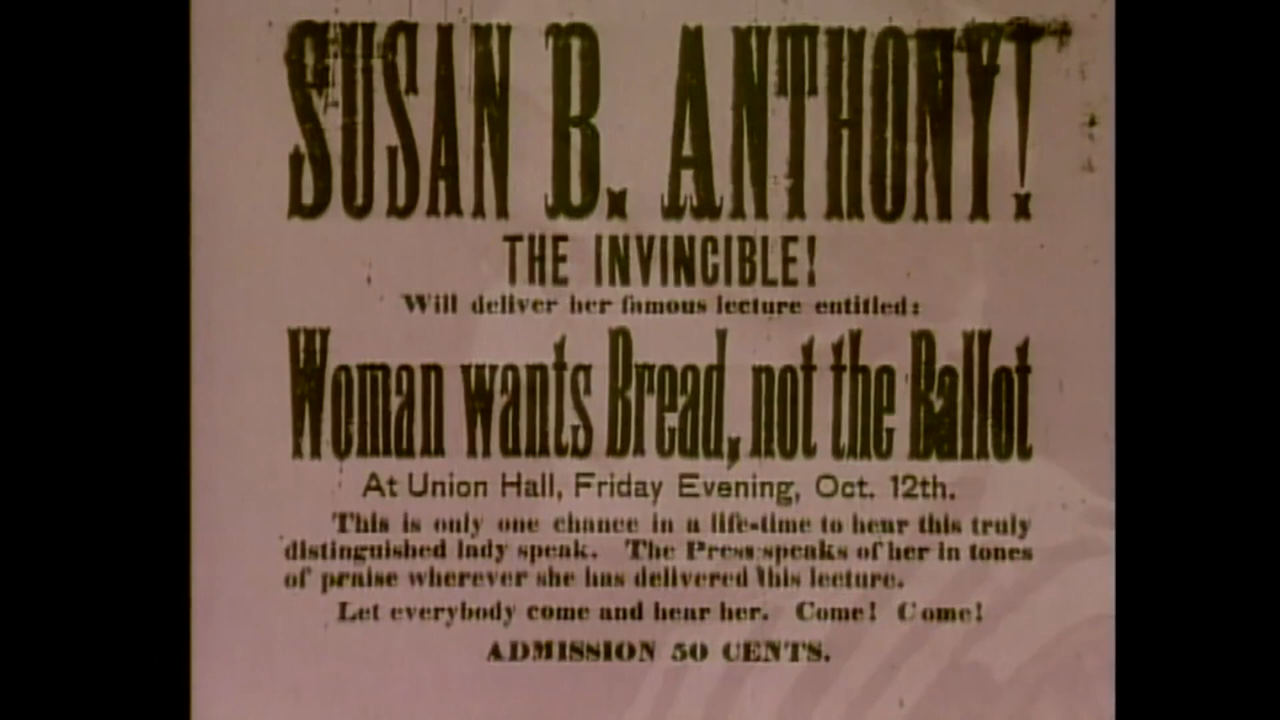 SUSAN B. ANTHONY!
THE INVINCIBLE!
Will deliver her famous lecture entitled:
Woman wants Bread, not the Ballot
At Union Hall, Friday Evening, Oct. 12th.
This is only one chance in a life-time to hear this truly
distinguished lady speak. The Press speaks of her in tones
of praise wherever she has delivered this lecture.
Let everybody come and hear her. Come! Come!
ADMISSION 50 CENTS.